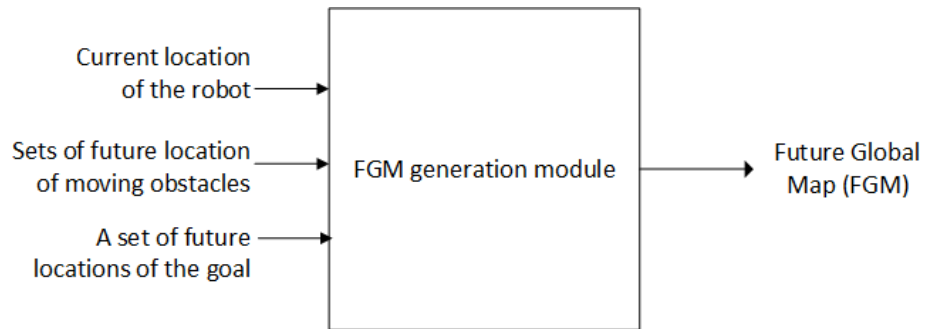 Current location
of the robot
Sets of future location
of moving obstacles
A set of future
locations of the goal
FGM generation module
Future Global
Map (FGM)